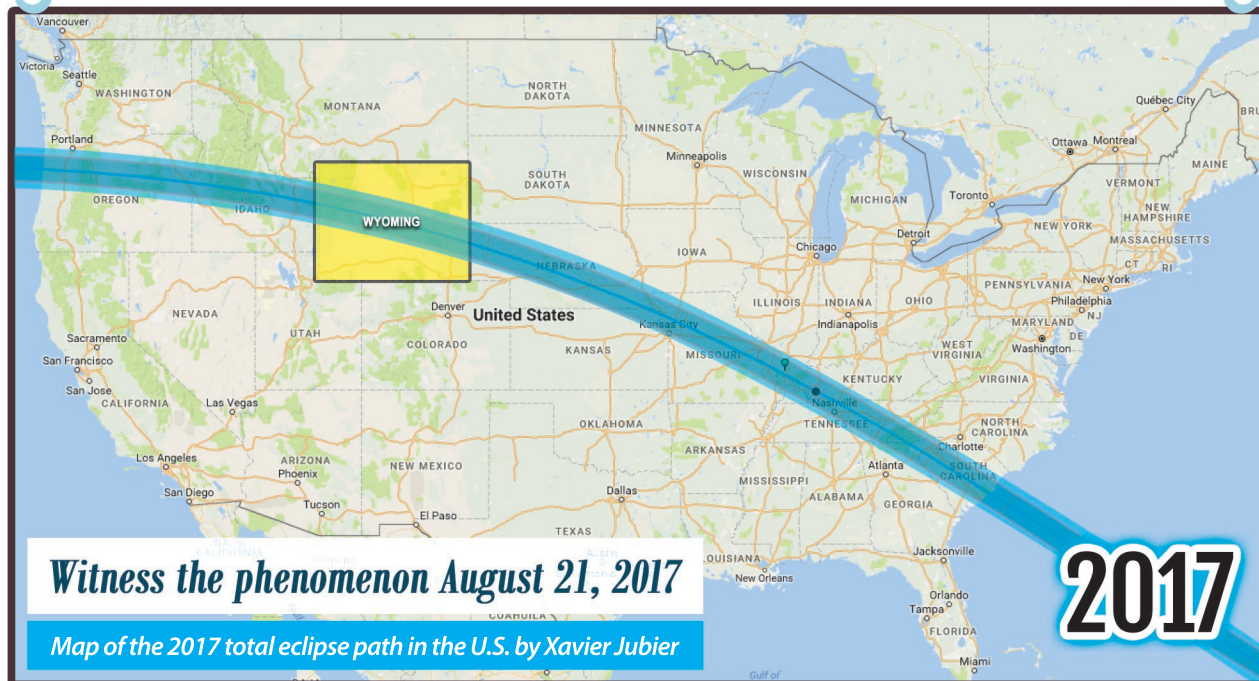 Vancouver
Victoria
Seattle
WASHINGTON
MONTANA
NORTH
DAKOTA
MINNESOTA
Québec City
Ottawa
Montreal
MAINE
Portland
Minneapolis
WISCONSIN
VERMONT
OREGON
IDAHO
WYOMING
SOUTH
DAKOTA
MICHIGAN
Toronto
NEW
HAMPSHIRE
NEW YORK
MASSACHUSETTS
Detroit
Chicago
IOWA
CT
RI
NEBRASKA
PENNSYLVANIA
New York
NEVADA
Denver
United States
ILLINOIS
INDIANA
OHIO
Philadelphia
NJ
Sacramento
UTAH
COLORADO
Kansas City
Indianapolis
MARYLAND
DE
Washington
San Francisco
KANSAS
MISSOURI
WEST
VIRGINIA
San Jose
CALIFORNIA
Las Vegas
KENTUCKY
VIRGINIA
Nashville
TENNESSEE
OKLAHOMA
NORTH
CAROLINA
Charlotte
Los Angeles
ARIZONA
Phoenix
NEW MEXICO
ARKANSAS
Atlanta
SOUTH
CAROLINA
San Diego
Tucson
Dallas
MISSISSIPPI
ALABAMA
GEORGIA
El Paso
TEXAS
Austin
LOUISIANA
New Orleans
Jacksonville
Orlando
Tampa
FLORIDA
Miami
COAHUILA
Gulf of
Witness the phenomenon August 21, 2017
Map of the 2017 total eclipse path in the U.S. by Xavier Jubier
2017